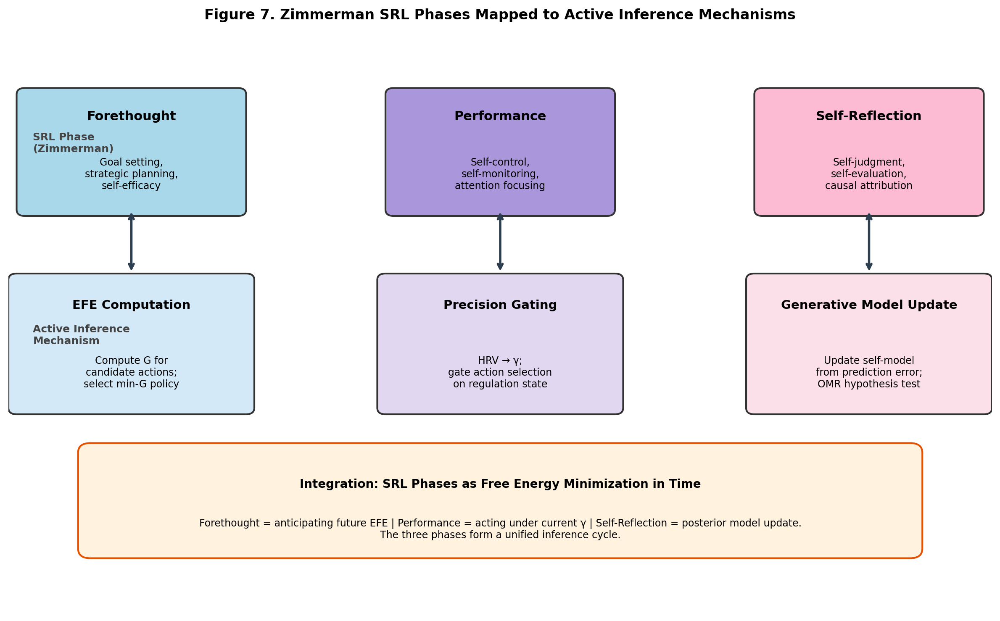 Figure 7. Zimmerman SRL Phases Mapped to Active Inference Mechanisms
Forethought
SRL Phase
(Zimmerman)
Goal setting,
strategic planning,
self-efficacy
Performance
Self-control,
self-monitoring,
attention focusing
Self-Reflection
Self-judgment,
self-evaluation,
causal attribution
EFE Computation
Active Inference
Mechanism
Compute G for
candidate actions;
select min-G policy
Precision Gating
HRV → γ;
gate action selection
on regulation state
Generative Model Update
Update self-model
from prediction error;
OMR hypothesis test
Integration: SRL Phases as Free Energy Minimization in Time
Forethought = anticipating future EFE | Performance = acting under current γ | Self-Reflection = posterior model update.
The three phases form a unified inference cycle.